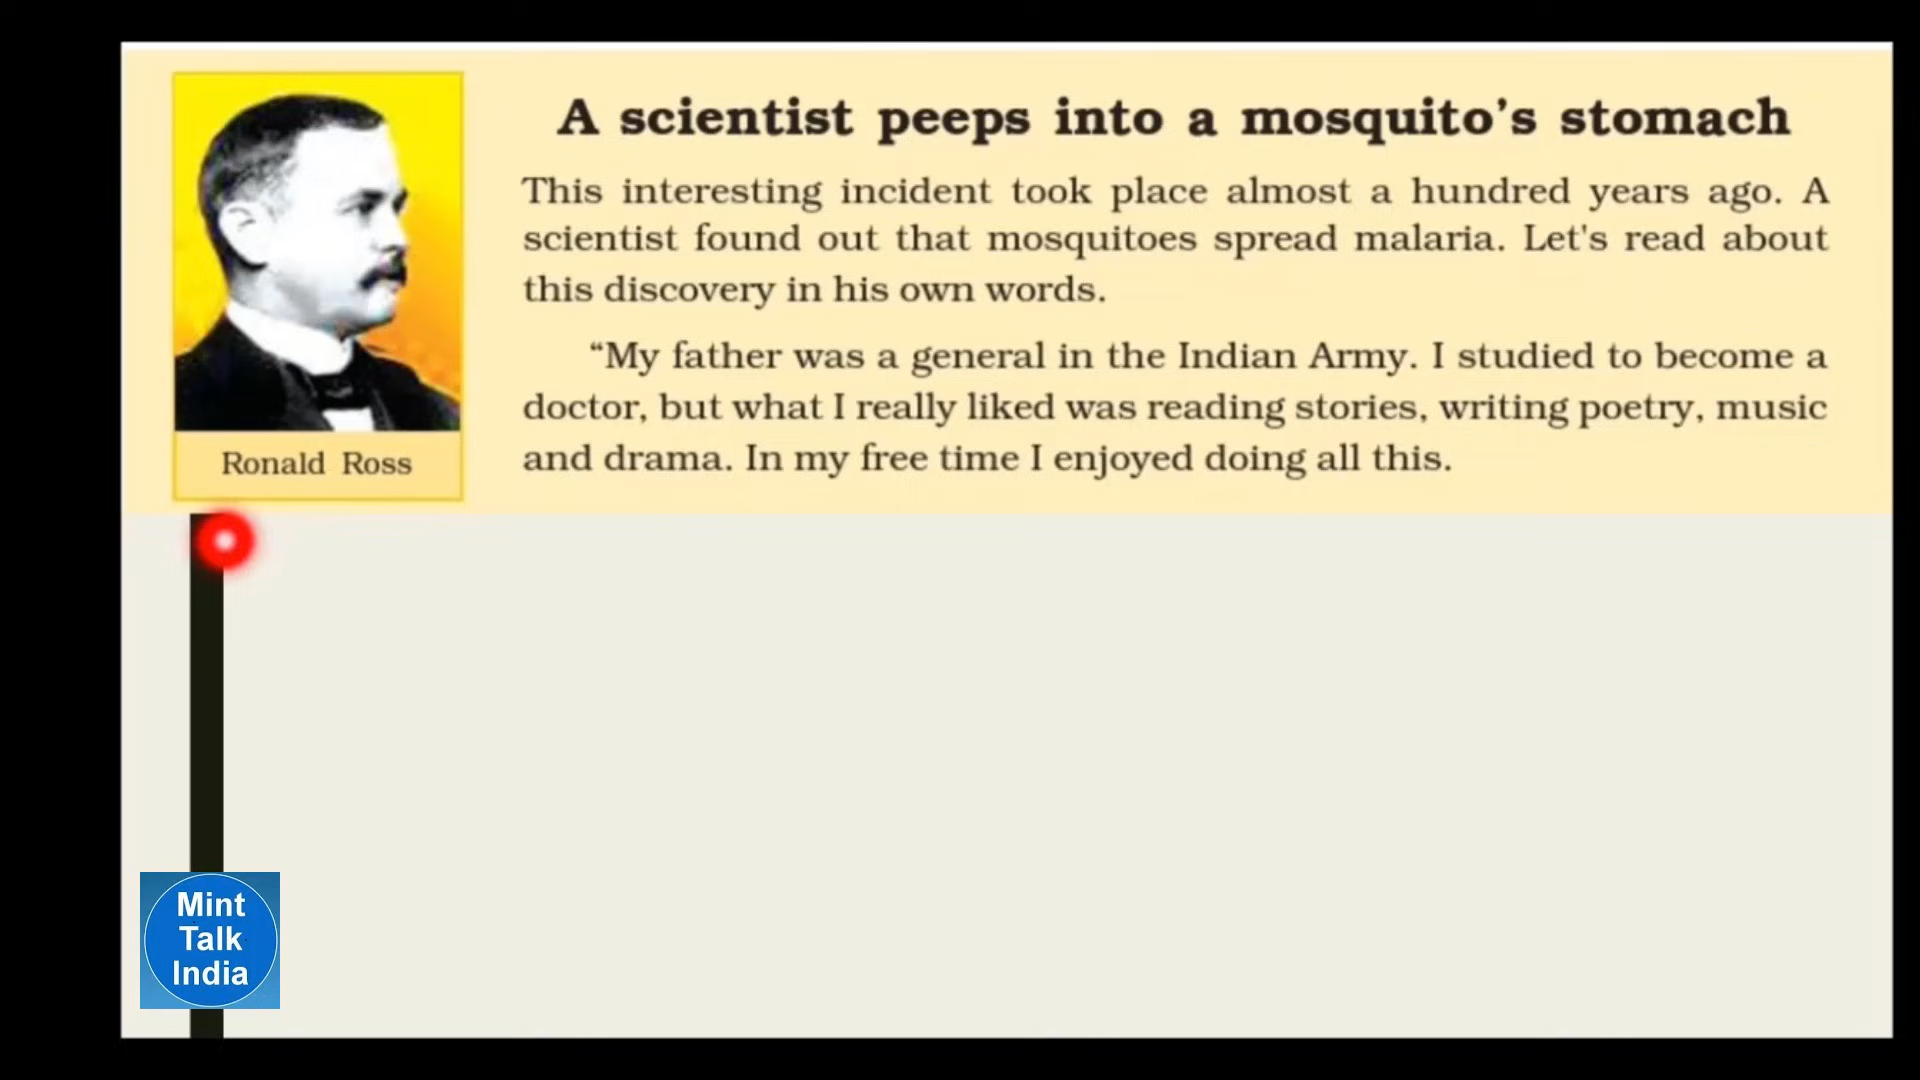 A scientist peeps into a mosquito’s stomach
This interesting incident took place almost a hundred years ago. A
scientist found out that mosquitoes spread malaria. Let's read about
this discovery in his own words.
“My father was a general in the Indian Army. I studied to become a
doctor, but what I really liked was reading stories, writing poetry, music
and drama. In my free time I enjoyed doing all this.
Ronald Ross
Mint
Talk
India